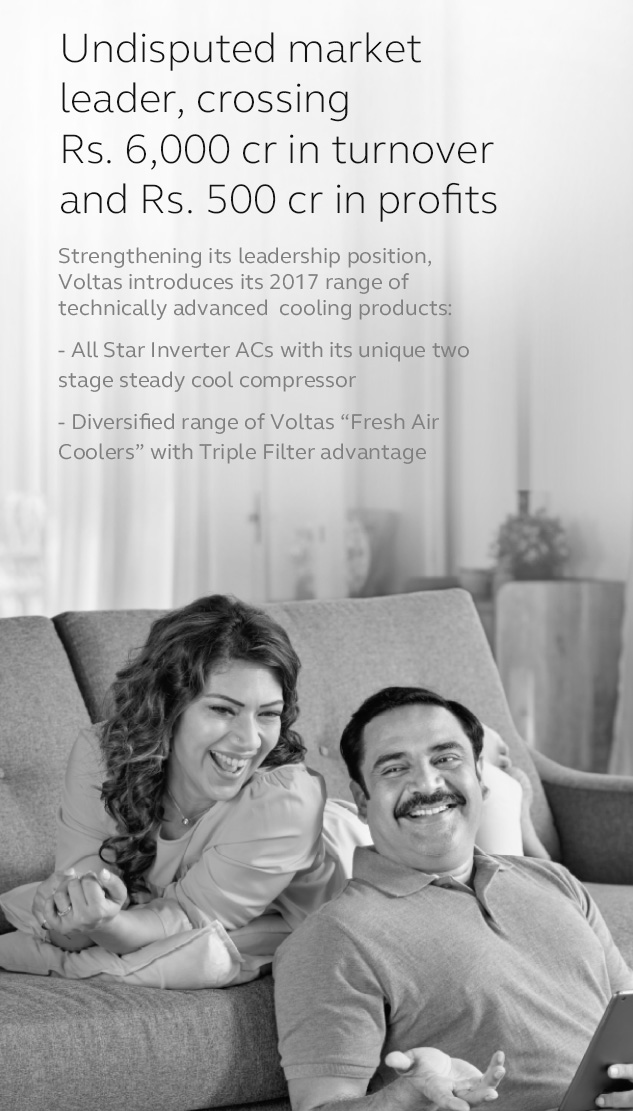 Undisputed market
leader, crossing
Rs. 6,000 cr in turnover
and Rs. 500 cr in profits
Strengthening its leadership position,
Voltas introduces its 2017 range of
technically advanced cooling products:
- All Star Inverter ACs with its unique two
stage steady cool compressor
- Diversified range of Voltas “Fresh Air
Coolers” with Triple Filter advantage